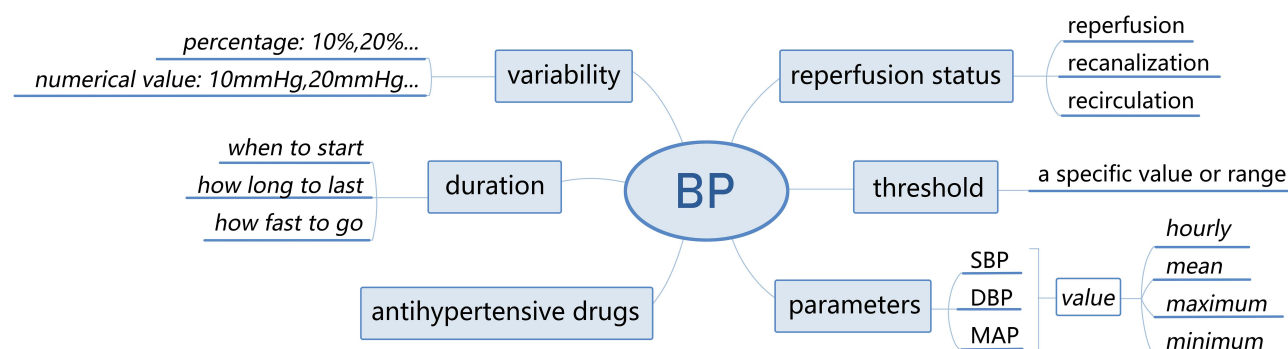 percentage: 10%,20%...
numerical value: 10mmHg,20mmHg...
variability
when to start
how long to last
how fast to go
duration
antihypertensive drugs
BP
reperfusion status
reperfusion
recanalization
recirculation
threshold
a specific value or range
parameters
SBP
DBP
MAP
value
hourly
mean
maximum
minimum